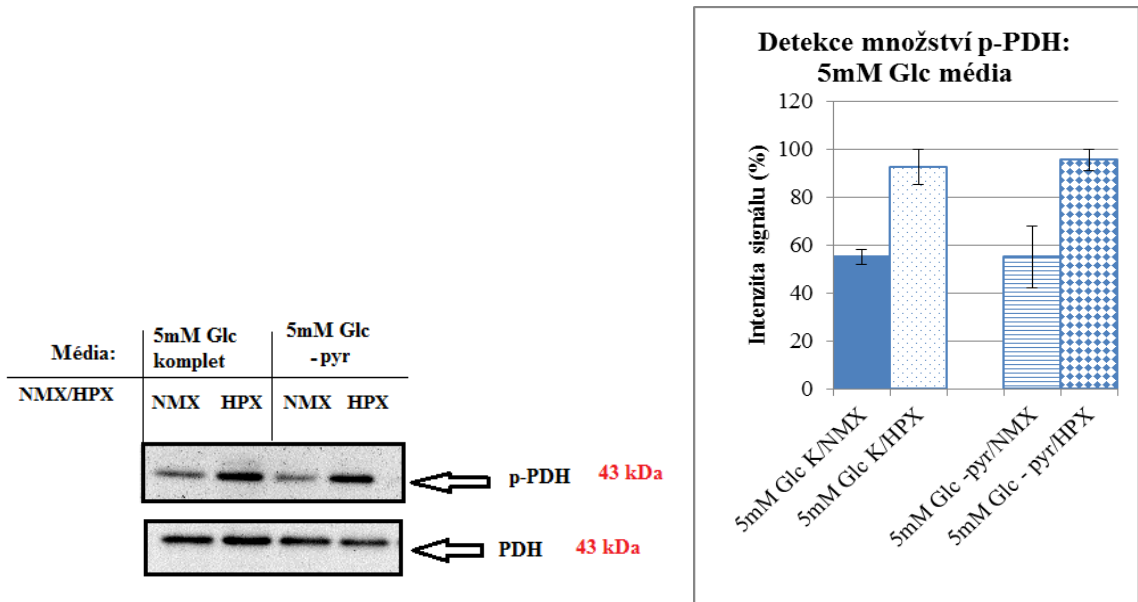 Média:
5mM Glc
komplet
5mM Glc
-pyr
NMX/HPX
NMX HPX NMX HPX
p-PDH 43 kDa
PDH 43 kDa
Detekce množství p-PDH:
5mM Glc média
Intenzita signálu (%)
120
100
80
60
40
20
0
5mM Glc K/NMX
5mM Glc K/HPX
5mM Glc -pyr/NMX
5mM Glc - pyr/HPX